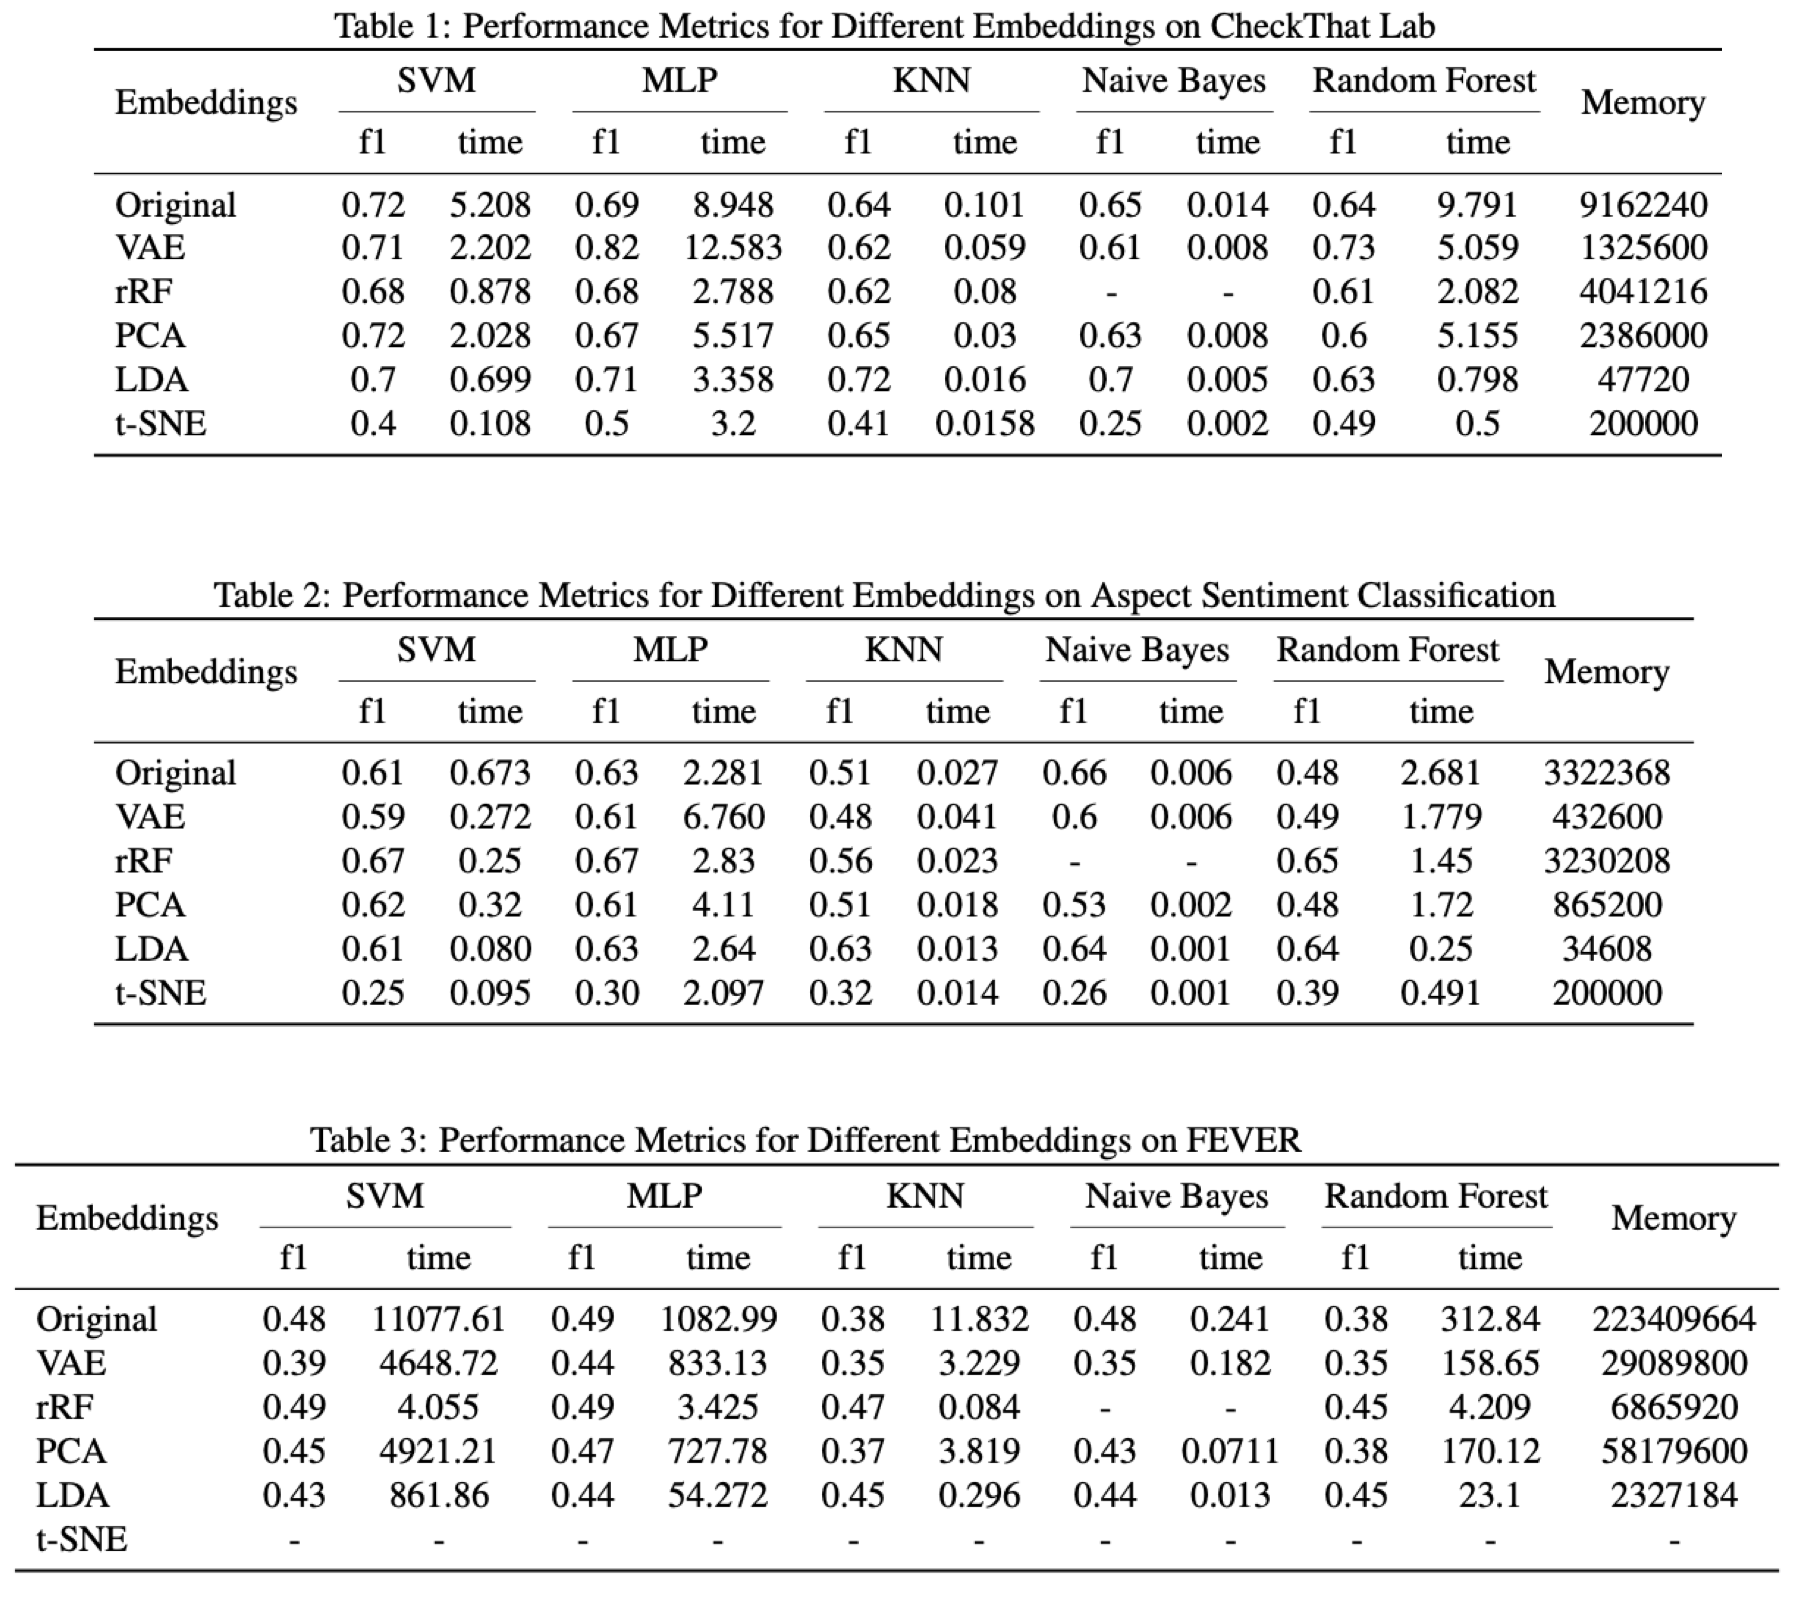 Table 1: Performance Metrics for Different Embeddings on CheckThat Lab
Embeddings SVM MLP KNN Naive Bayes Random Forest Memory
f1 time f1 time f1 time f1 time f1 time
Original 0.72 5.208 0.69 8.948 0.64 0.101 0.65 0.014 0.64 9.791 9162240
VAE 0.71 2.202 0.82 12.583 0.62 0.059 0.61 0.008 0.73 5.059 1325600
rRF 0.68 0.878 0.68 2.788 0.62 0.08 - - 0.61 2.082 4041216
PCA 0.72 2.028 0.67 5.517 0.65 0.03 0.63 0.008 0.6 5.155 2386000
LDA 0.7 0.699 0.71 3.358 0.72 0.016 0.7 0.005 0.63 0.798 47720
t-SNE 0.4 0.108 0.5 3.2 0.41 0.0158 0.25 0.002 0.49 0.5 200000
Table 2: Performance Metrics for Different Embeddings on Aspect Sentiment Classification
Embeddings SVM MLP KNN Naive Bayes Random Forest Memory
f1 time f1 time f1 time f1 time f1 time
Original 0.61 0.673 0.63 2.281 0.51 0.027 0.66 0.006 0.48 2.681 3322368
VAE 0.59 0.272 0.61 6.760 0.48 0.041 0.6 0.006 0.49 1.779 432600
rRF 0.67 0.25 0.67 2.83 0.56 0.023 - - 0.65 1.45 3230208
PCA 0.62 0.32 0.61 4.11 0.51 0.018 0.53 0.002 0.48 1.72 865200
LDA 0.61 0.080 0.63 2.64 0.63 0.013 0.64 0.001 0.64 0.25 34608
t-SNE 0.25 0.095 0.30 2.097 0.32 0.014 0.26 0.001 0.39 0.491 200000
Table 3: Performance Metrics for Different Embeddings on FEVER
Embeddings SVM MLP KNN Naive Bayes Random Forest Memory
f1 time f1 time f1 time f1 time f1 time
Original 0.48 11077.61 0.49 1082.99 0.38 11.832 0.48 0.241 0.38 312.84 223409664
VAE 0.39 4648.72 0.44 833.13 0.35 3.229 0.35 0.182 0.35 158.65 29089800
rRF 0.49 4.055 0.49 3.425 0.47 0.084 - - 0.45 4.209 6865920
PCA 0.45 4921.21 0.47 727.78 0.37 3.819 0.43 0.0711 0.38 170.12 58179600
LDA 0.43 861.86 0.44 54.272 0.45 0.296 0.44 0.013 0.45 23.1 2327184
t-SNE - - - - - - - - - - -